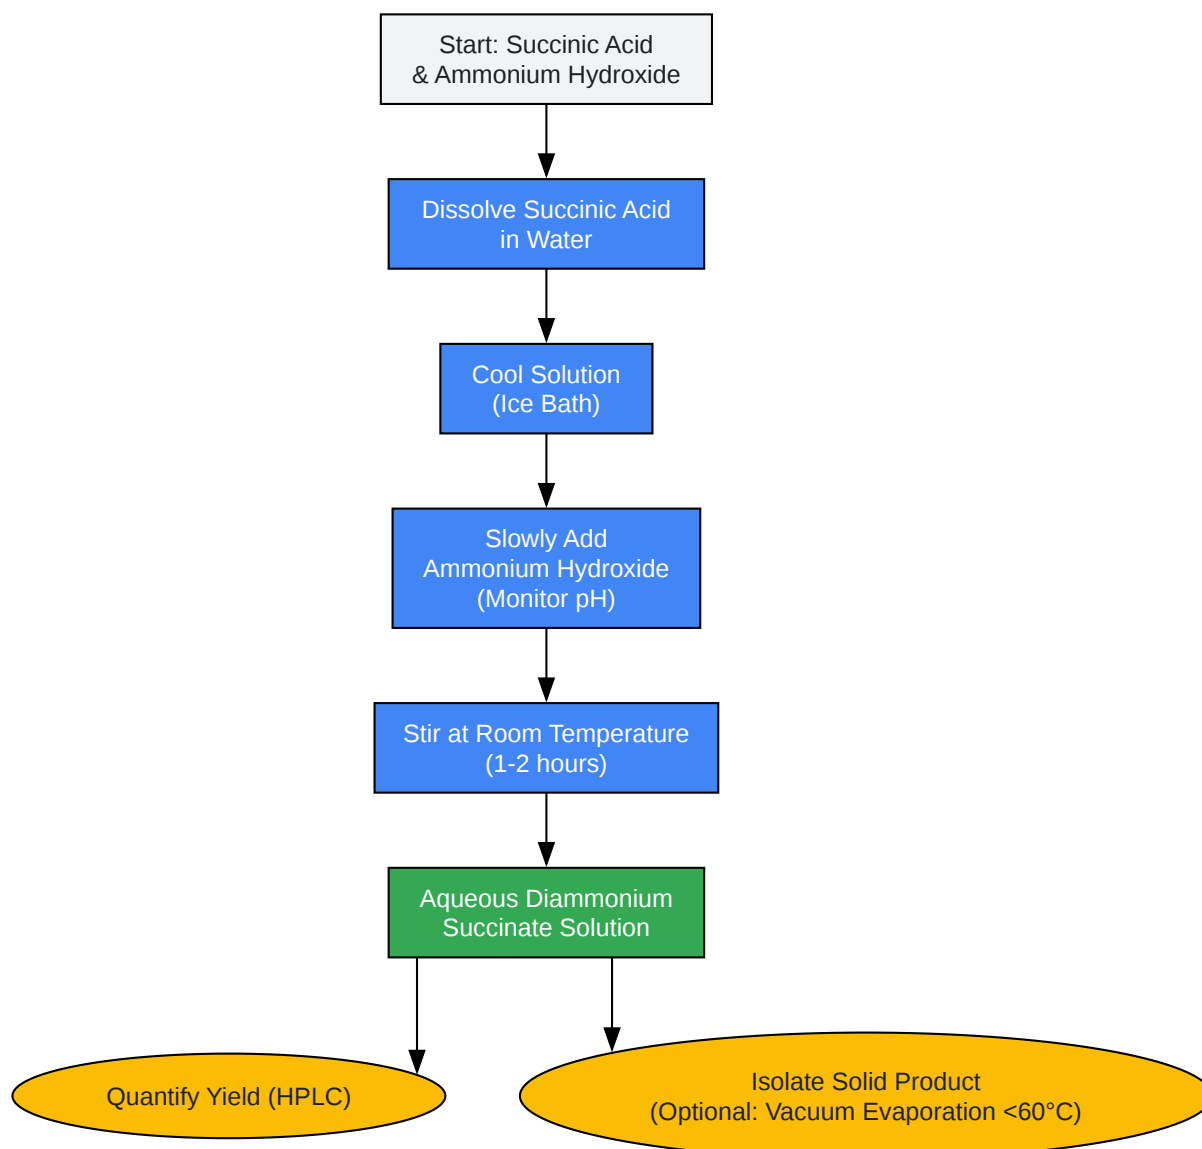 Start: Succinic Acid
& Ammonium Hydroxide
Dissolve Succinic Acid
in Water
Cool Solution
(Ice Bath)
Slowly Add
Ammonium Hydroxide
(Monitor pH)
Stir at Room Temperature
(1-2 hours)
Aqueous Diammonium
Succinate Solution
Quantify Yield (HPLC)
Isolate Solid Product
(Optional: Vacuum Evaporation <60°C)